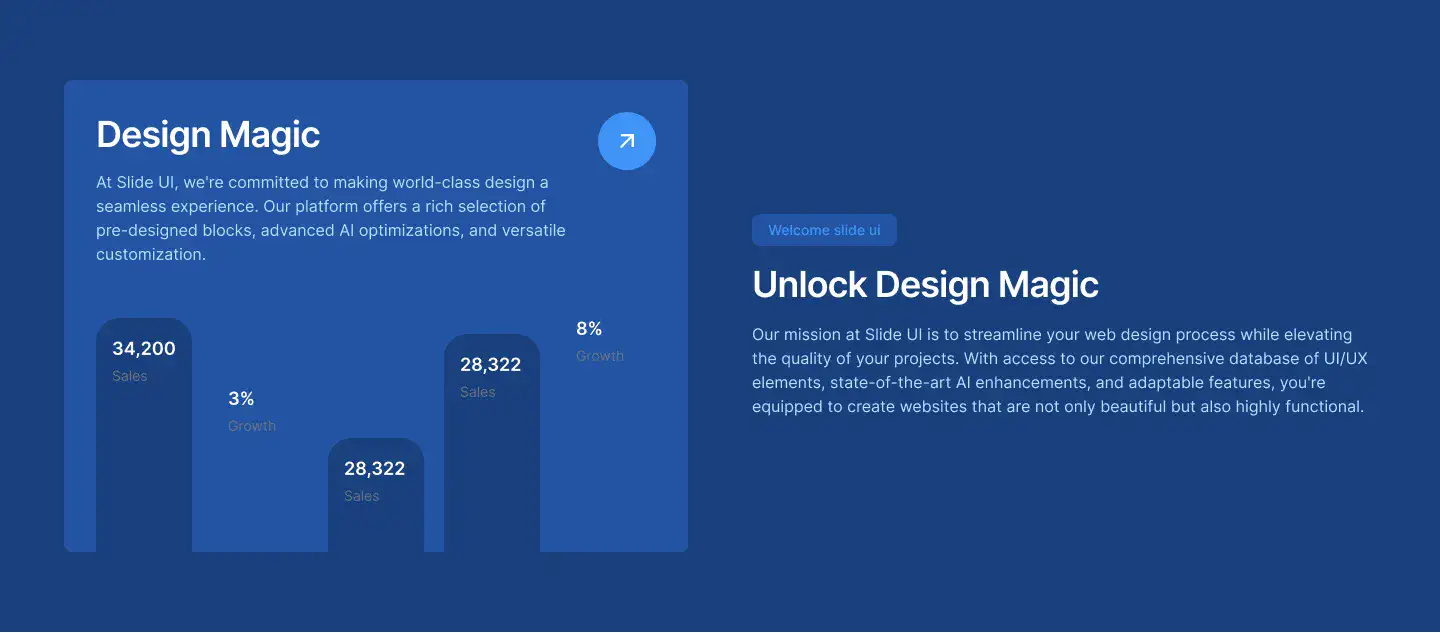 Design Magic
At Slide UI, we're committed to making world-class design a
seamless experience. Our platform offers a rich selection of
pre-designed blocks, advanced AI optimizations, and versatile
customization.
34,200
Sales
3%
Growth
28,322
Sales
28,322
Sales
8%
Growth
Welcome slide ui
Unlock Design Magic
Our mission at Slide UI is to streamline your web design process while elevating
the quality of your projects. With access to our comprehensive database of UI/UX
elements, state-of-the-art AI enhancements, and adaptable features, you're
equipped to create websites that are not only beautiful but also highly functional.